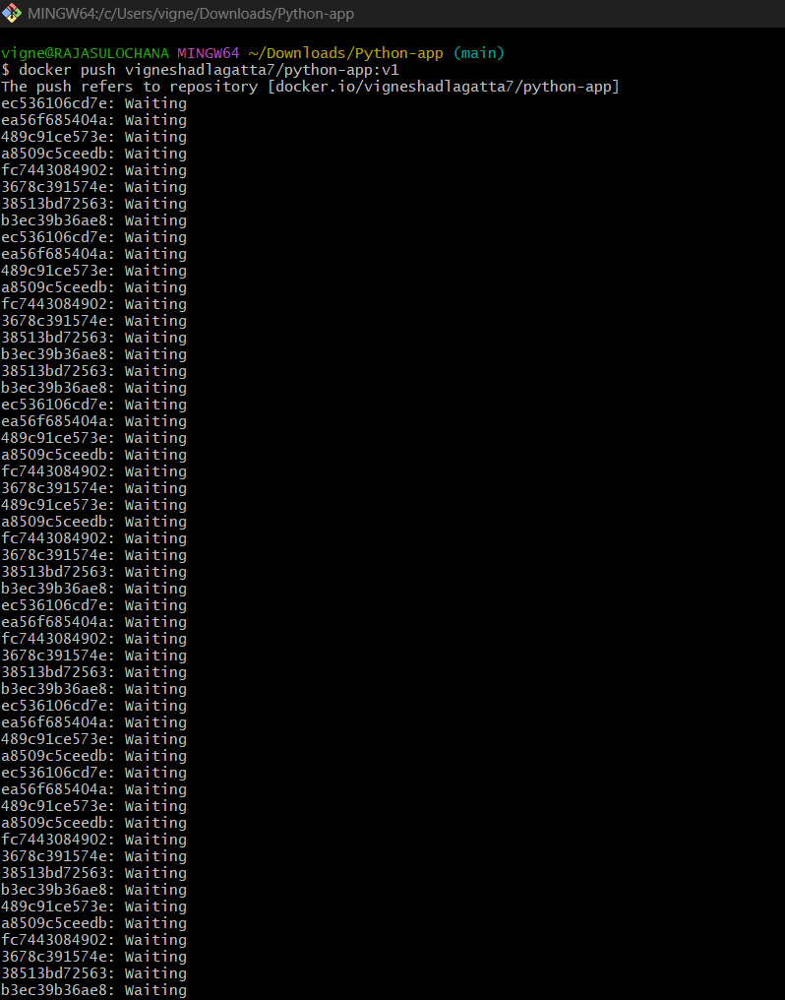 MINGW64:/c/Users/vigne/Downloads/Python-app
vigne@RAJASULOCHANA MINGW64 ~/Downloads/Python-app (main)
$ docker push vigneshadlagatta7/python-app:v1
The push refers to repository [docker.io/vigneshadlagatta7/python-app]
ec536106cd7e: Waiting
ea56f685404a: Waiting
489c91ce573e: Waiting
a8509c5ceedb: Waiting
fc7443084902: Waiting
3678c391574e: Waiting
38513bd72563: Waiting
b3ec39b36ae8: Waiting
ec536106cd7e: Waiting
ea56f685404a: Waiting
489c91ce573e: Waiting
a8509c5ceedb: Waiting
fc7443084902: Waiting
3678c391574e: Waiting
38513bd72563: Waiting
b3ec39b36ae8: Waiting
38513bd72563: Waiting
b3ec39b36ae8: Waiting
ec536106cd7e: Waiting
ea56f685404a: Waiting
489c91ce573e: Waiting
a8509c5ceedb: Waiting
fc7443084902: Waiting
3678c391574e: Waiting
489c91ce573e: Waiting
a8509c5ceedb: Waiting
fc7443084902: Waiting
3678c391574e: Waiting
38513bd72563: Waiting
b3ec39b36ae8: Waiting
ec536106cd7e: Waiting
ea56f685404a: Waiting
fc7443084902: Waiting
3678c391574e: Waiting
38513bd72563: Waiting
b3ec39b36ae8: Waiting
ec536106cd7e: Waiting
ea56f685404a: Waiting
489c91ce573e: Waiting
a8509c5ceedb: Waiting
ec536106cd7e: Waiting
ea56f685404a: Waiting
489c91ce573e: Waiting
a8509c5ceedb: Waiting
fc7443084902: Waiting
3678c391574e: Waiting
38513bd72563: Waiting
b3ec39b36ae8: Waiting
489c91ce573e: Waiting
a8509c5ceedb: Waiting
fc7443084902: Waiting
3678c391574e: Waiting
38513bd72563: Waiting
b3ec39b36ae8: Waiting